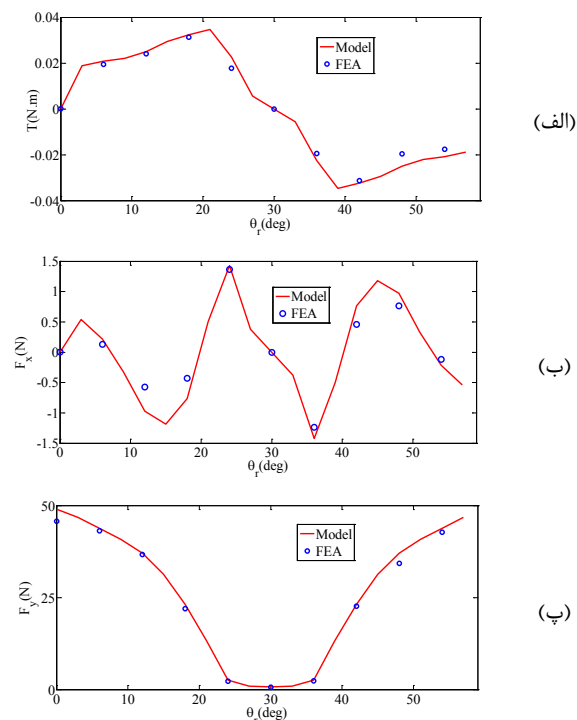 0.04
0.02
0
-0.02
-0.04
T(N.m)
Model
FEA
0 10 20 30 40 50
θr(deg)
(الف)
1.5
1
0.5
0
-0.5
-1
-1.5
Fx(N)
Model
FEA
0 10 20 30 40 50
θr(deg)
(ب)
50
25
0
Fy(N)
Model
FEA
0 10 20 30 40 50
θr(deg)
(پ)